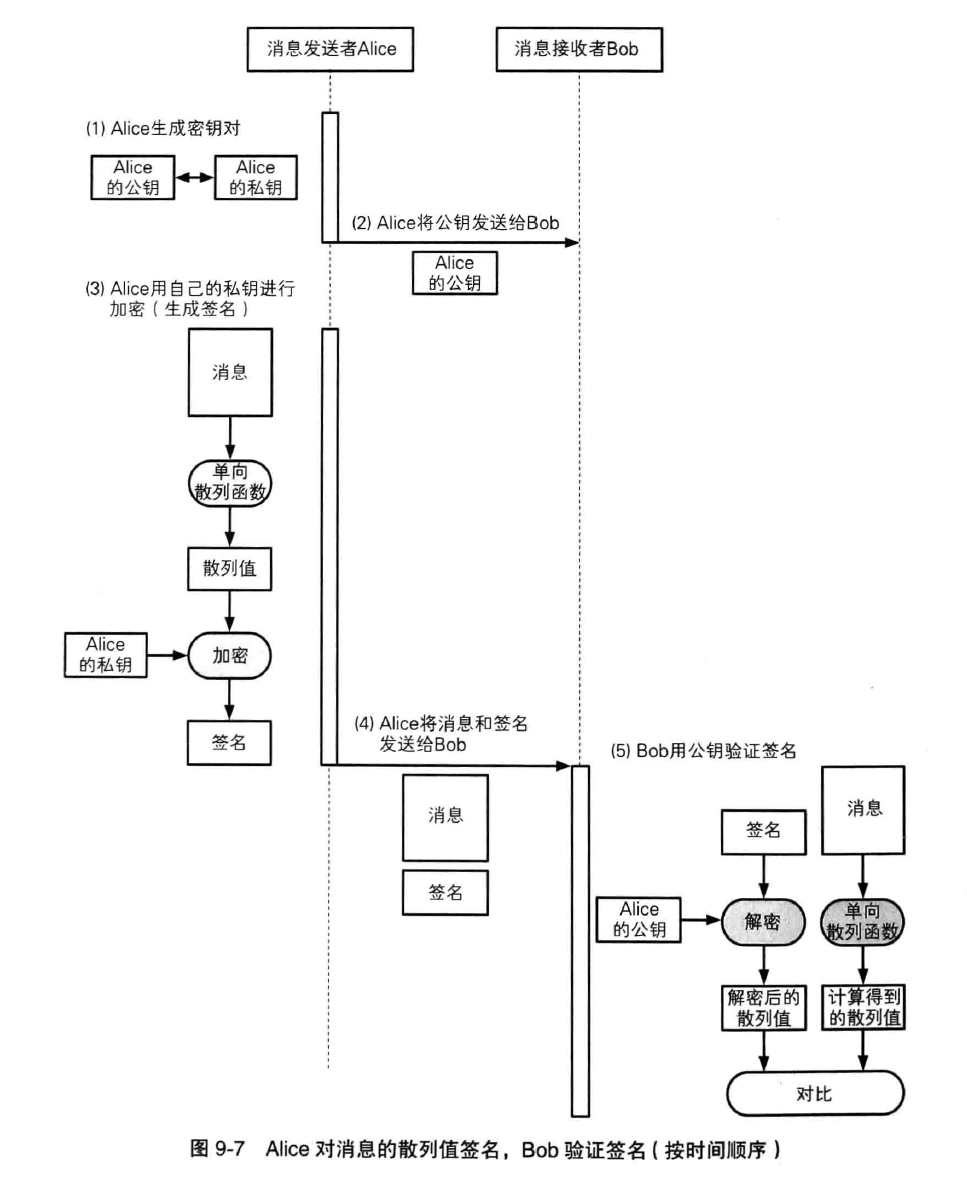 消息发送者Alice
消息接收者Bob
(1) Alice生成密钥对
Alice
的公钥
Alice
的私钥
(2) Alice将公钥发送给Bob
Alice
的公钥
(3) Alice用自己的私钥进行
加密（生成签名）
消息
单向
散列函数
散列值
Alice
的私钥
加密
签名
(4) Alice将消息和签名
发送给Bob
消息
签名
(5) Bob用公钥验证签名
签名
消息
Alice
的公钥
解密
单向
散列函数
解密后的
散列值
计算得到
的散列值
对比
图 9-7 Alice 对消息的散列值签名，Bob 验证签名（按时间顺序）